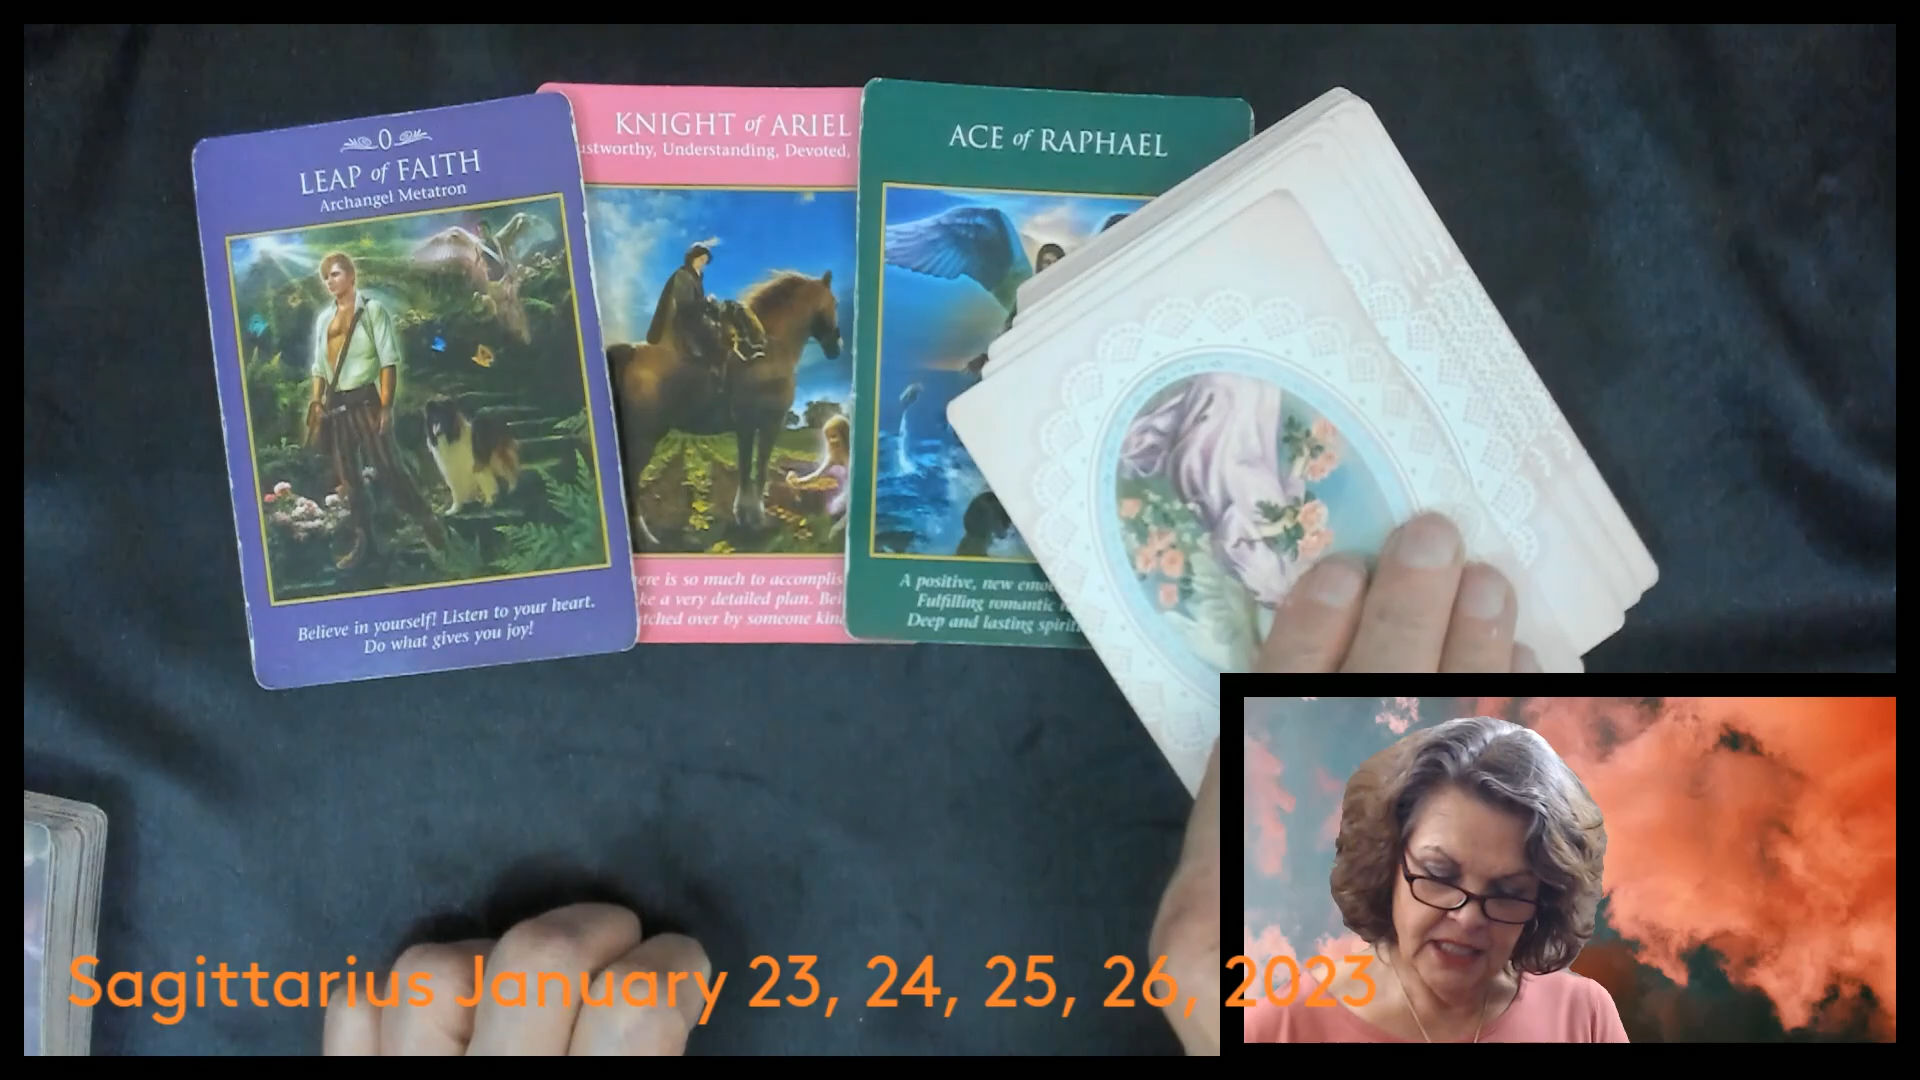 0
LEAP of FAITH
Archangel Metatron
Believe in yourself! Listen to your heart.
Do what gives you joy!
KNIGHT of ARIEL
Understanding, Devoted,
is so much to
a very detailed plan.
over by someone
ACE of RAPHAEL
A positive, new
Fulfilling romantic
Deep and lasting
Sagittarius January 23, 24, 25, 26, 2023